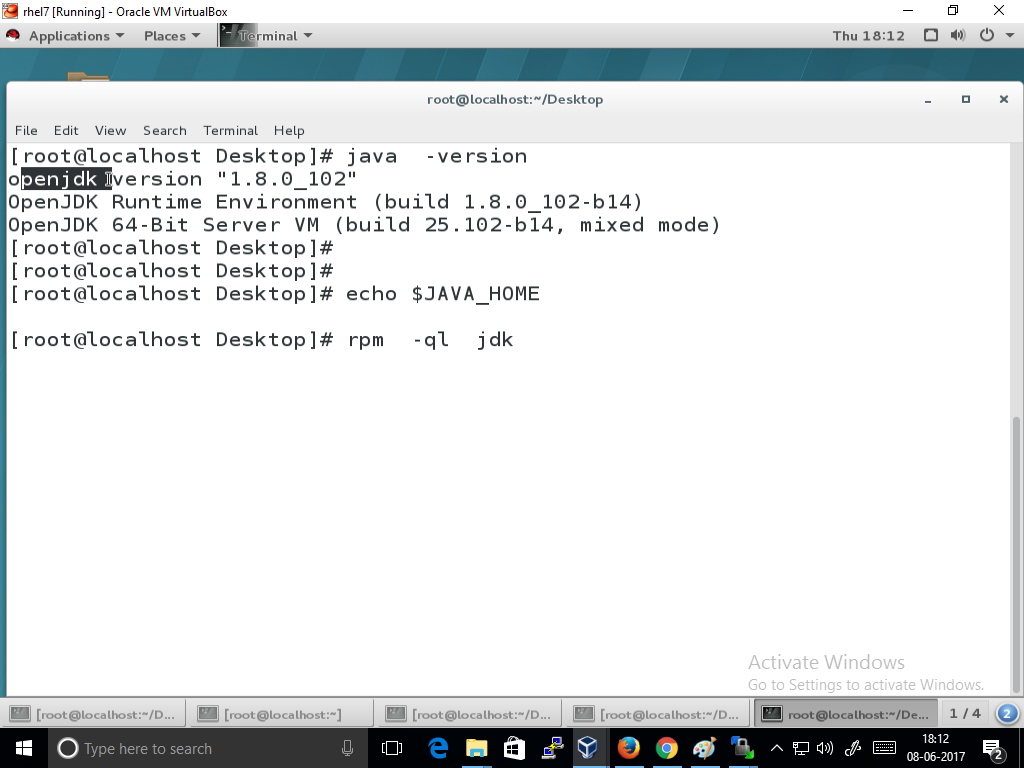 rhel7 [Running] - Oracle VM VirtualBox
Applications Places Terminal Thu 18:12
root@localhost:~/Desktop
File Edit View Search Terminal Help
[root@localhost Desktop]# java  -version
openjdk version "1.8.0_102"
OpenJDK Runtime Environment (build 1.8.0_102-b14)
OpenJDK 64-Bit Server VM (build 25.102-b14, mixed mode)
[root@localhost Desktop]#
[root@localhost Desktop]#
[root@localhost Desktop]# echo $JAVA_HOME
[root@localhost Desktop]# rpm  -ql  jdk
Activate Windows
Go to Settings to activate Windows.
[root@localhost:~/D... [root@localhost:~] [root@localhost:~/D... [root@localhost:~/D... root@localhost:~/De... 1 / 4 2
Type here to search 18:12
08-06-2017 2